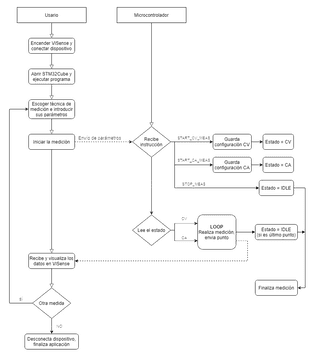 Usuario
Microcontrolador
Encender ViSense y
conectar dispositivo
Abrir STM32Cube y
ejecutar programa
Escoger técnica de
medición e introducir
sus parámetros
Iniciar la medición
Envío de parámetros
Recibe
instrucción
START_CV_MEAS
Guarda
configuración CV
Estado = CV
START_CA_MEAS
Guarda
configuración CA
Estado = CA
STOP_MEAS
Estado = IDLE
Lee el estado
CV
CA
LOOP
Realiza medición
envía punto
Estado = IDLE
(si es último punto)
Recibe y visualiza los
datos en ViSense
Finaliza medición
Otra medida
SÍ
NO
Desconecta dispositivo,
finaliza aplicación